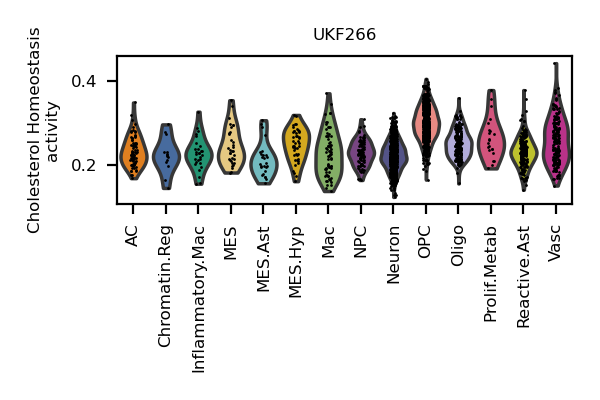 UKF266
Cholesterol Homeostasis
activity
0.4
0.2
AC
Chromatin.Reg
Inflammatory.Mac
MES
MES.Ast
MES.Hyp
Mac
NPC
Neuron
OPC
Oligo
Prolif.Metab
Reactive.Ast
Vasc